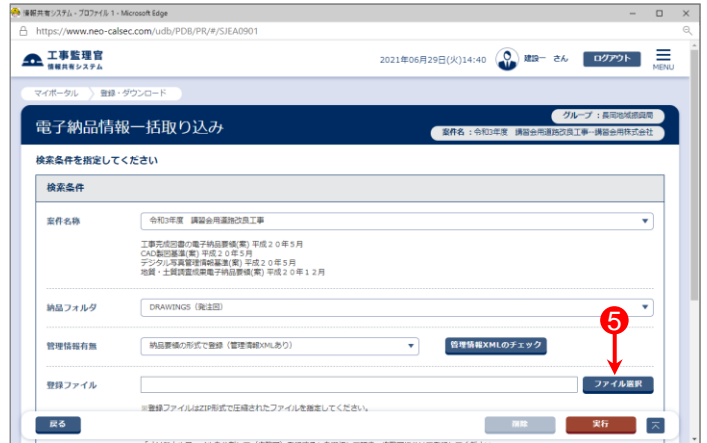 情報共有システム - プロファイル 1 - Microsoft Edge
https://www.neo-calsec.com/udb/PDB/PR/#/SJEA0901
工事監理官
情報共有システム
2021年06月29日(火)14:40
建設一 さん
ログアウト
MENU
マイポータル
登録・ダウンロード
電子納品情報一括取り込み
グループ：長岡地域振興局
案件名：令和3年度 講習会用道路改良工事--講習会用株式会社
検索条件を指定してください
検索条件
案件名称
令和3年度 講習会用道路改良工事
工事完成図書の電子納品要領(案) 平成２０年５月
CAD製図基準(案) 平成２０年５月
デジタル写真管理情報基準(案) 平成２０年５月
地質・土質調査成果電子納品要領(案) 平成２０年１２月
納品フォルダ
DRAWINGS（発注図）
5
管理情報有無
納品要領の形式で登録（管理情報XMLあり）
管理情報XMLのチェック
登録ファイル
ファイル選択
※登録ファイルはZIP形式で圧縮されたファイルを指定してください。
戻る
削除
実行